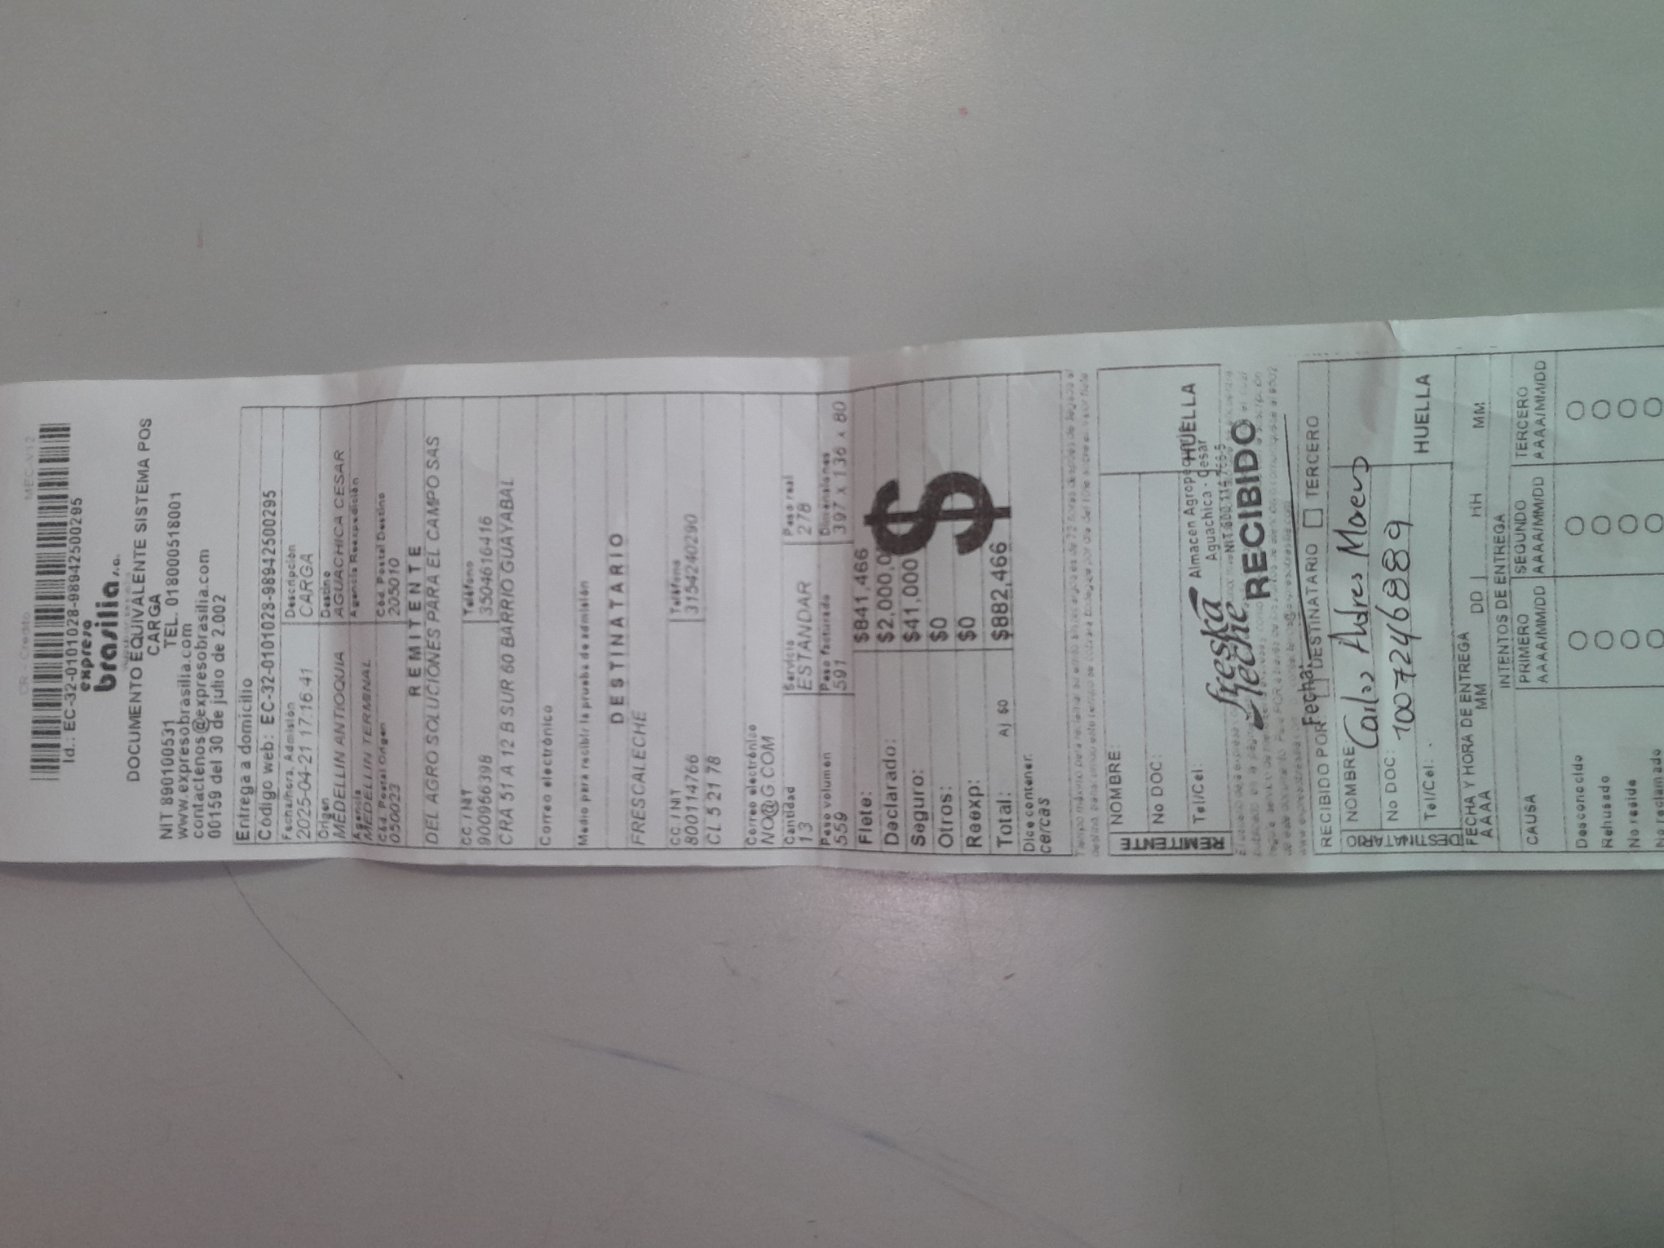 CR Credito
Id.: EC-32-0101028-98942500295
expreso
brasilia s.a.
DOCUMENTO EQUIVALENTE SISTEMA POS
CARGA
NIT 890100531 TEL. 018000518001
www.expresobrasilia.com
contactenos@expresobrasilia.com
00159 del 30 de julio de 2.002
Entrega a domicilio
Código web: EC-32-0101028-98942500295
Fecha/hora. Admisión Descripción
2025-04-21 17:16:41 CARGA
Origen Destino
MEDELLIN ANTIOQUIA AGUACHICA CESAR
Agencia Agencia Reexpedición
MEDELLIN TERMINAL
Cód. Postal Origen Cód. Postal Destino
050023 205010
REMITENTE
DEL AGRO SOLUCIONES PARA EL CAMPO SAS
CC / NIT Teléfono
900966398 3504616416
CRA 51 A 12 B SUR 60 BARRIO GUAYABAL
Correo electrónico
Medio para recibir la prueba de admisión
DESTINATARIO
FRESCALECHE
CC / NIT Teléfono
800114766 3154240290
CL 5 21 78
Correo electrónico
NO@G.COM
Cantidad Servicio Peso real
13 ESTANDAR 278
Peso volumen Peso facturado Dimensiones
559 591 397 x 136 x 80
Flete: $841,466
Declarado: $2,000,0
Seguro: $41,000
Otros: $0
Reexp: $0
$
Total: Aj 60 $882,466
Dice contener:
cercas
REMITENTE
NOMBRE:
No DOC:
Tel/Cel:
HUELLA
freska
leche
Almacen Agropec
Aguachica - Cesar
RECIBIDO
Fecha:
RECIBIDO POR DESTINATARIO TERCERO
DESTINATARIO
NOMBRE Carlos Andres
No DOC: 1007246889
Tel/Cel:
HUELLA
FECHA Y HORA DE ENTREGA
AAAA MM DD HH MM
INTENTOS DE ENTREGA
CAUSA PRIMERO SEGUNDO TERCERO
AAAA/MM/DD AAAA/MM/DD AAAA/MM/DD
Desconocido
Rehusado
No reside
No reclamado